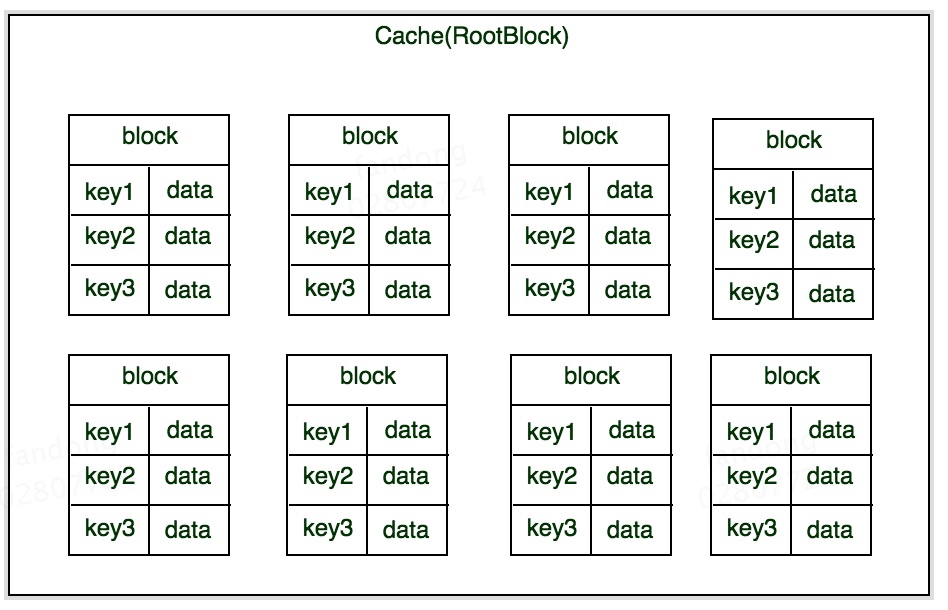 Cache(RootBlock)
block block block block
key1 data key1 data key1 data key1 data
key2 data key2 data key2 data key2 data
key3 data key3 data key3 data key3 data
block block block block
key1 data key1 data key1 data key1 data
key2 data key2 data key2 data key2 data
key3 data key3 data key3 data key3 data